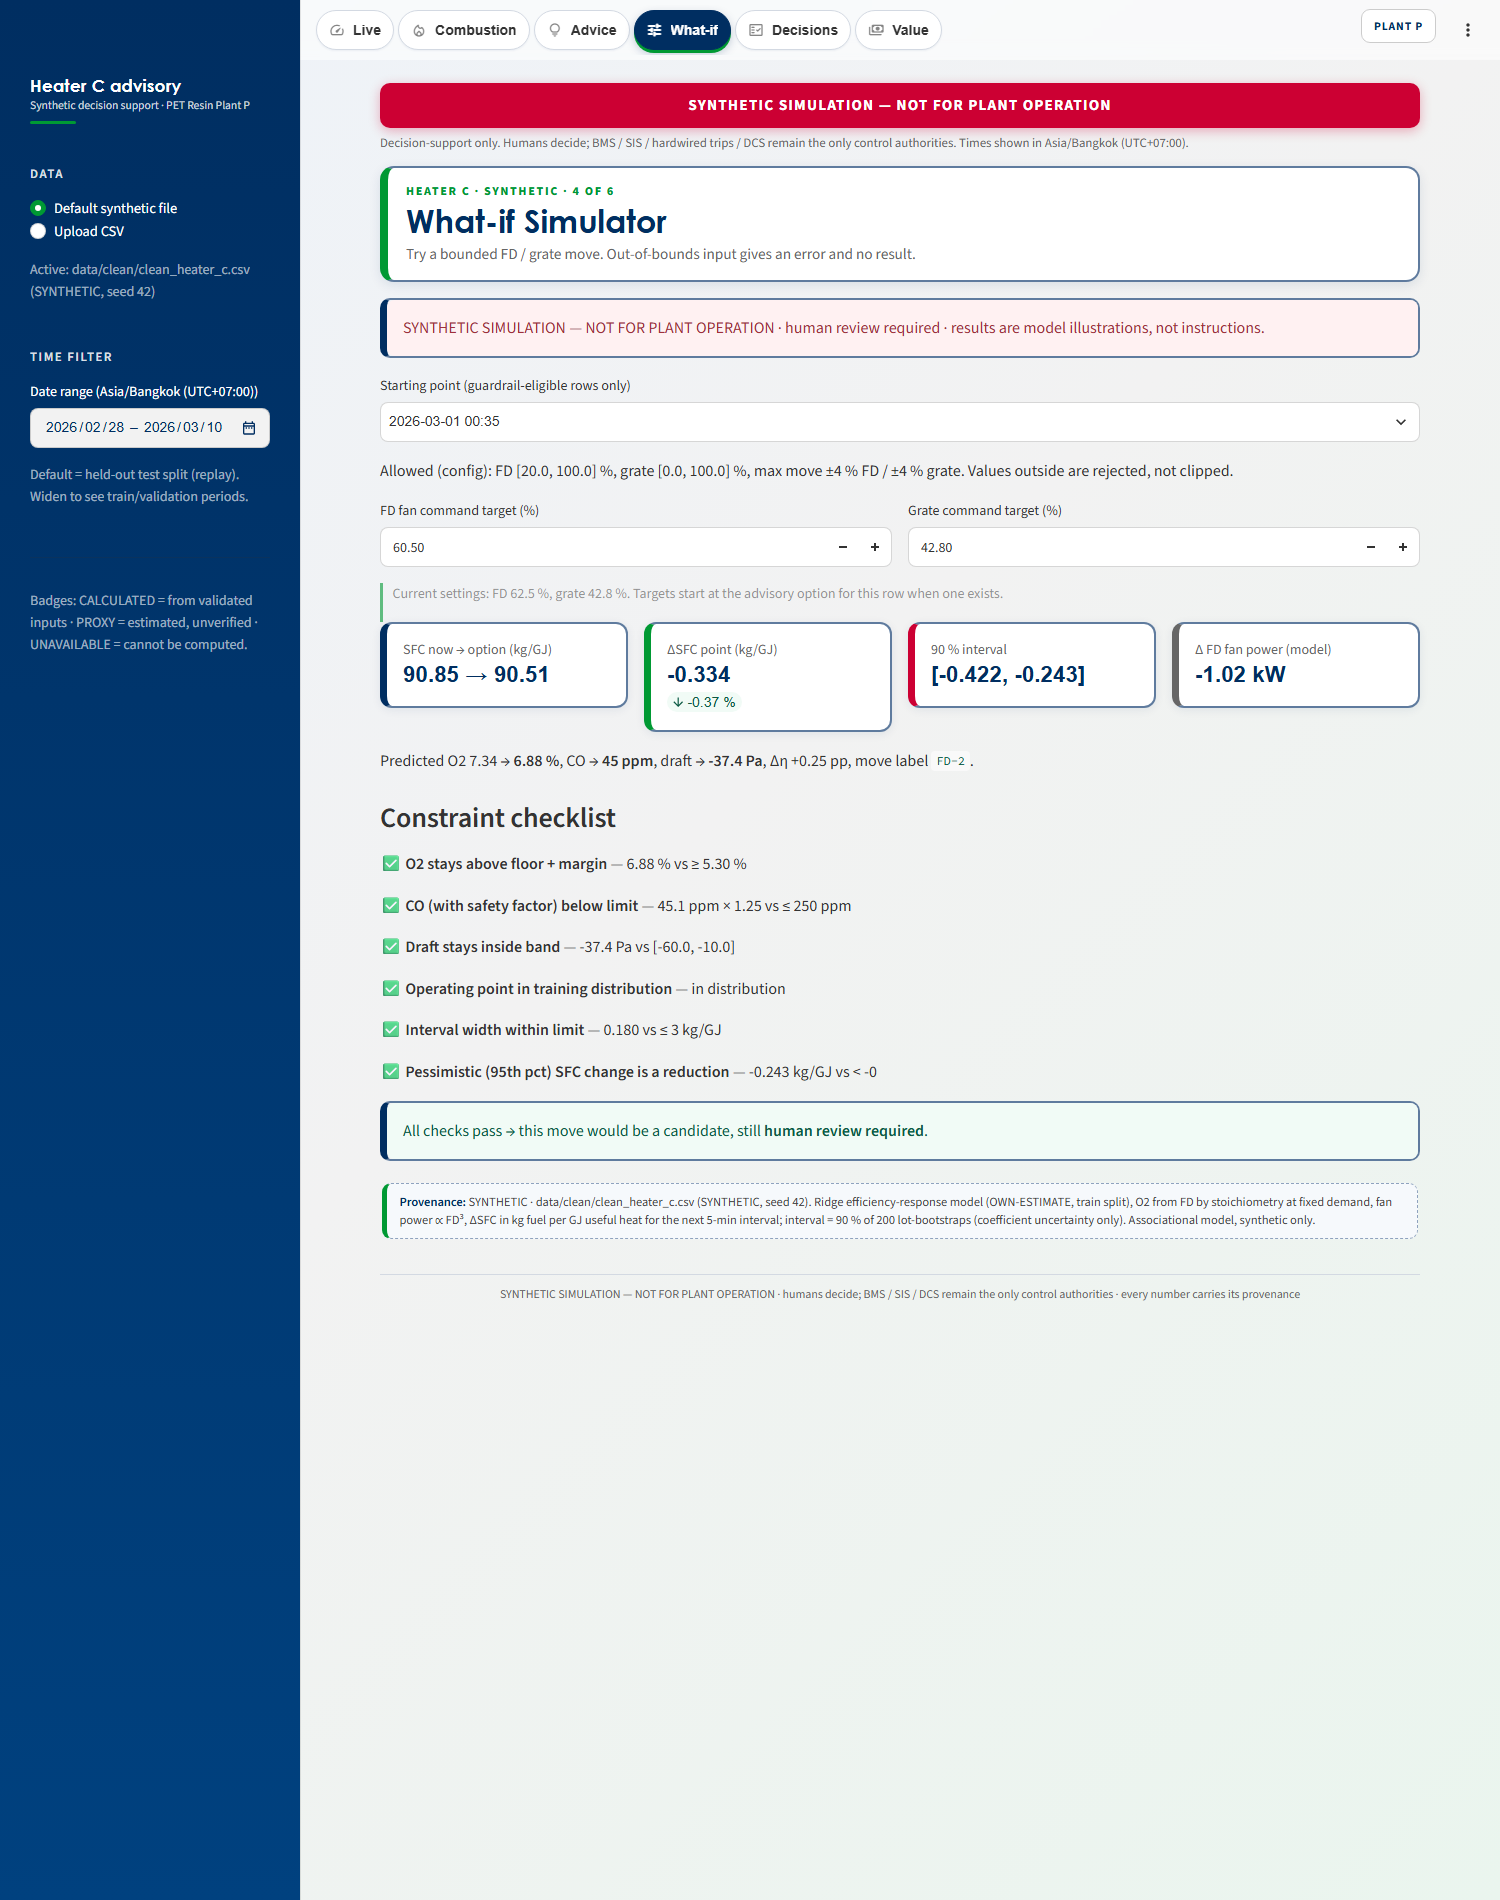 Live
Combustion
Advice
What-if
Decisions
Value
PLANT P
Heater C advisory
Synthetic decision support · PET Resin Plant P
DATA
Default synthetic file
Upload CSV
Active: data/clean/clean_heater_c.csv
(SYNTHETIC, seed 42)
TIME FILTER
Date range (Asia/Bangkok (UTC+07:00))
2026/02/28 – 2026/03/10
Default = held-out test split (replay).
Widen to see train/validation periods.
Badges: CALCULATED = from validated
inputs · PROXY = estimated, unverified ·
UNAVAILABLE = cannot be computed.
SYNTHETIC SIMULATION — NOT FOR PLANT OPERATION
Decision-support only. Humans decide; BMS / SIS / hardwired trips / DCS remain the only control authorities. Times shown in Asia/Bangkok (UTC+07:00).
HEATER C · SYNTHETIC · 4 OF 6
What-if Simulator
Try a bounded FD / grate move. Out-of-bounds input gives an error and no result.
SYNTHETIC SIMULATION — NOT FOR PLANT OPERATION · human review required · results are model illustrations, not instructions.
Starting point (guardrail-eligible rows only)
2026-03-01 00:35
Allowed (config): FD [20.0, 100.0] %, grate [0.0, 100.0] %, max move ±4 % FD / ±4 % grate. Values outside are rejected, not clipped.
FD fan command target (%)
60.50
Grate command target (%)
42.80
Current settings: FD 62.5 %, grate 42.8 %. Targets start at the advisory option for this row when one exists.
SFC now → option (kg/GJ)
90.85 → 90.51
ΔSFC point (kg/GJ)
-0.334
↓ -0.37 %
90 % interval
[-0.422, -0.243]
Δ FD fan power (model)
-1.02 kW
Predicted O2 7.34 → 6.88 %, CO → 45 ppm, draft → -37.4 Pa, Δη +0.25 pp, move label FD-2 .
Constraint checklist
✅ O2 stays above floor + margin — 6.88 % vs ≥ 5.30 %
✅ CO (with safety factor) below limit — 45.1 ppm × 1.25 vs ≤ 250 ppm
✅ Draft stays inside band — -37.4 Pa vs [-60.0, -10.0]
✅ Operating point in training distribution — in distribution
✅ Interval width within limit — 0.180 vs ≤ 3 kg/GJ
✅ Pessimistic (95th pct) SFC change is a reduction — -0.243 kg/GJ vs < -0
All checks pass → this move would be a candidate, still human review required.
Provenance: SYNTHETIC · data/clean/clean_heater_c.csv (SYNTHETIC, seed 42). Ridge efficiency-response model (OWN-ESTIMATE, train split), O2 from FD by stoichiometry at fixed demand, fan
power ∝ FD³, ΔSFC in kg fuel per GJ useful heat for the next 5-min interval; interval = 90 % of 200 lot-bootstraps (coefficient uncertainty only). Associational model, synthetic only.
SYNTHETIC SIMULATION — NOT FOR PLANT OPERATION · humans decide; BMS / SIS / DCS remain the only control authorities · every number carries its provenance